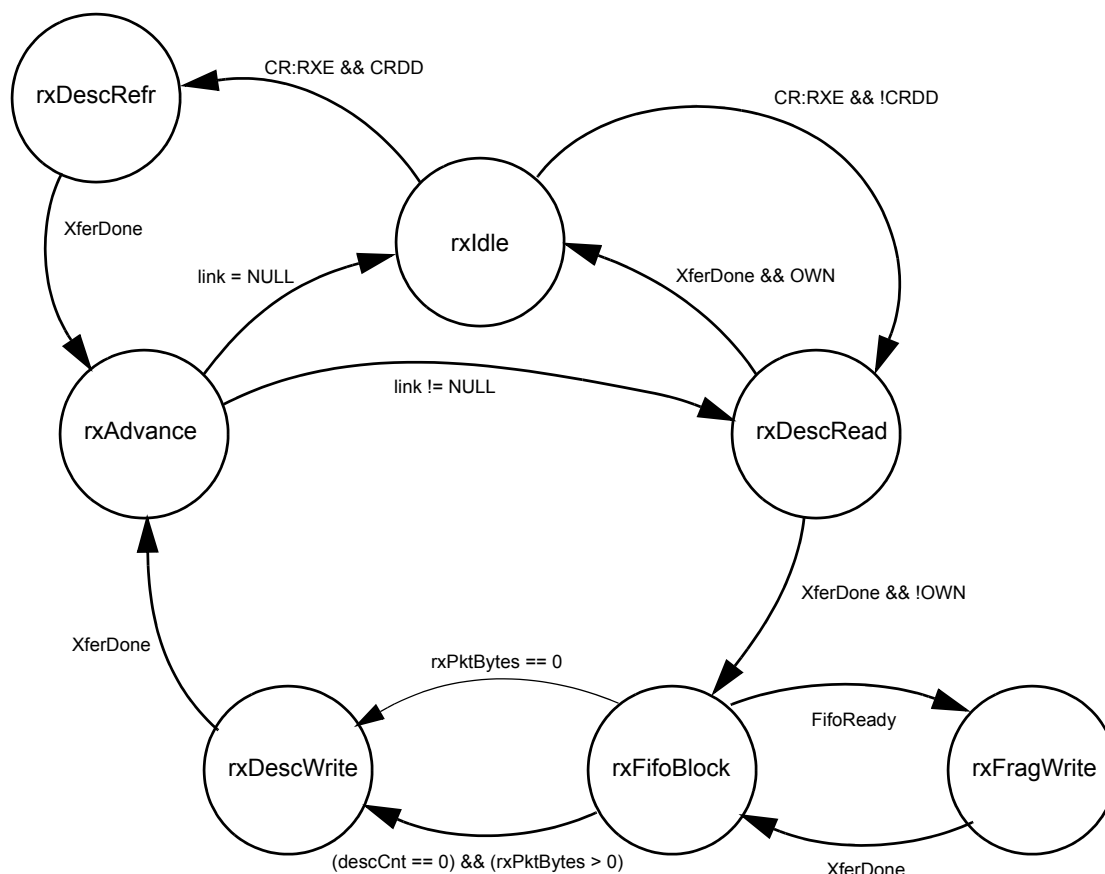 CR:RXE && CRDD
rxDescRefr
CR:RXE && !CRDD
XferDone
rxIdle
link = NULL
XferDone && OWN
link != NULL
rxAdvance
rxDescRead
XferDone && !OWN
XferDone
rxPktBytes == 0
FifoReady
rxDescWrite
rxFifoBlock
rxFragWrite
(descCnt == 0) && (rxPktBytes > 0)
XferDone